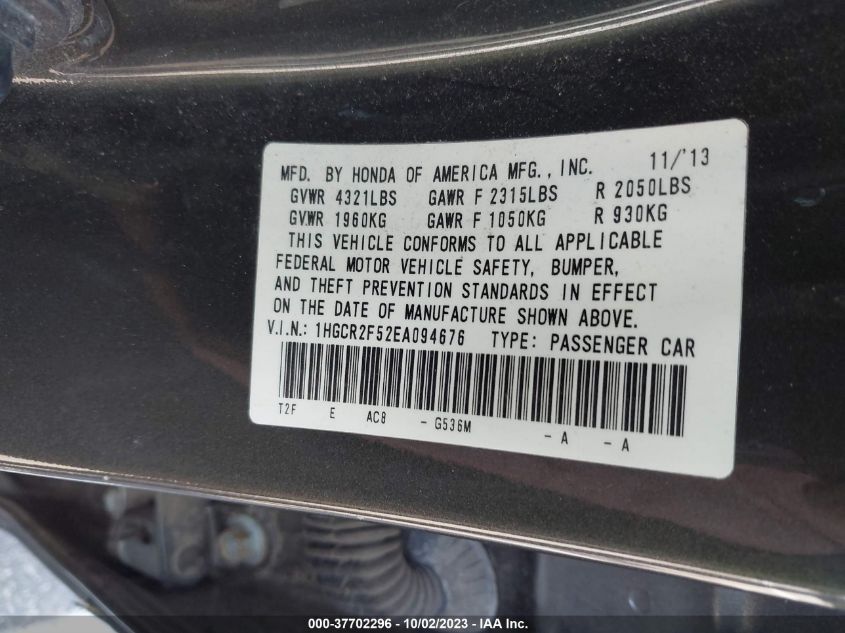 MFD. BY HONDA OF AMERICA MFG., INC. 11/'13
GVWR 4321LBS GAWR F 2315LBS R 2050LBS
GVWR 1960KG GAWR F 1050KG R 930KG
THIS VEHICLE CONFORMS TO ALL APPLICABLE
FEDERAL MOTOR VEHICLE SAFETY, BUMPER,
AND THEFT PREVENTION STANDARDS IN EFFECT
ON THE DATE OF MANUFACTURE SHOWN ABOVE.
V.I.N.: 1HGCR2F52EA094676 TYPE: PASSENGER CAR
T2F E AC8 - G536M - A - A
000-37702296 - 10/02/2023 - IAA Inc.